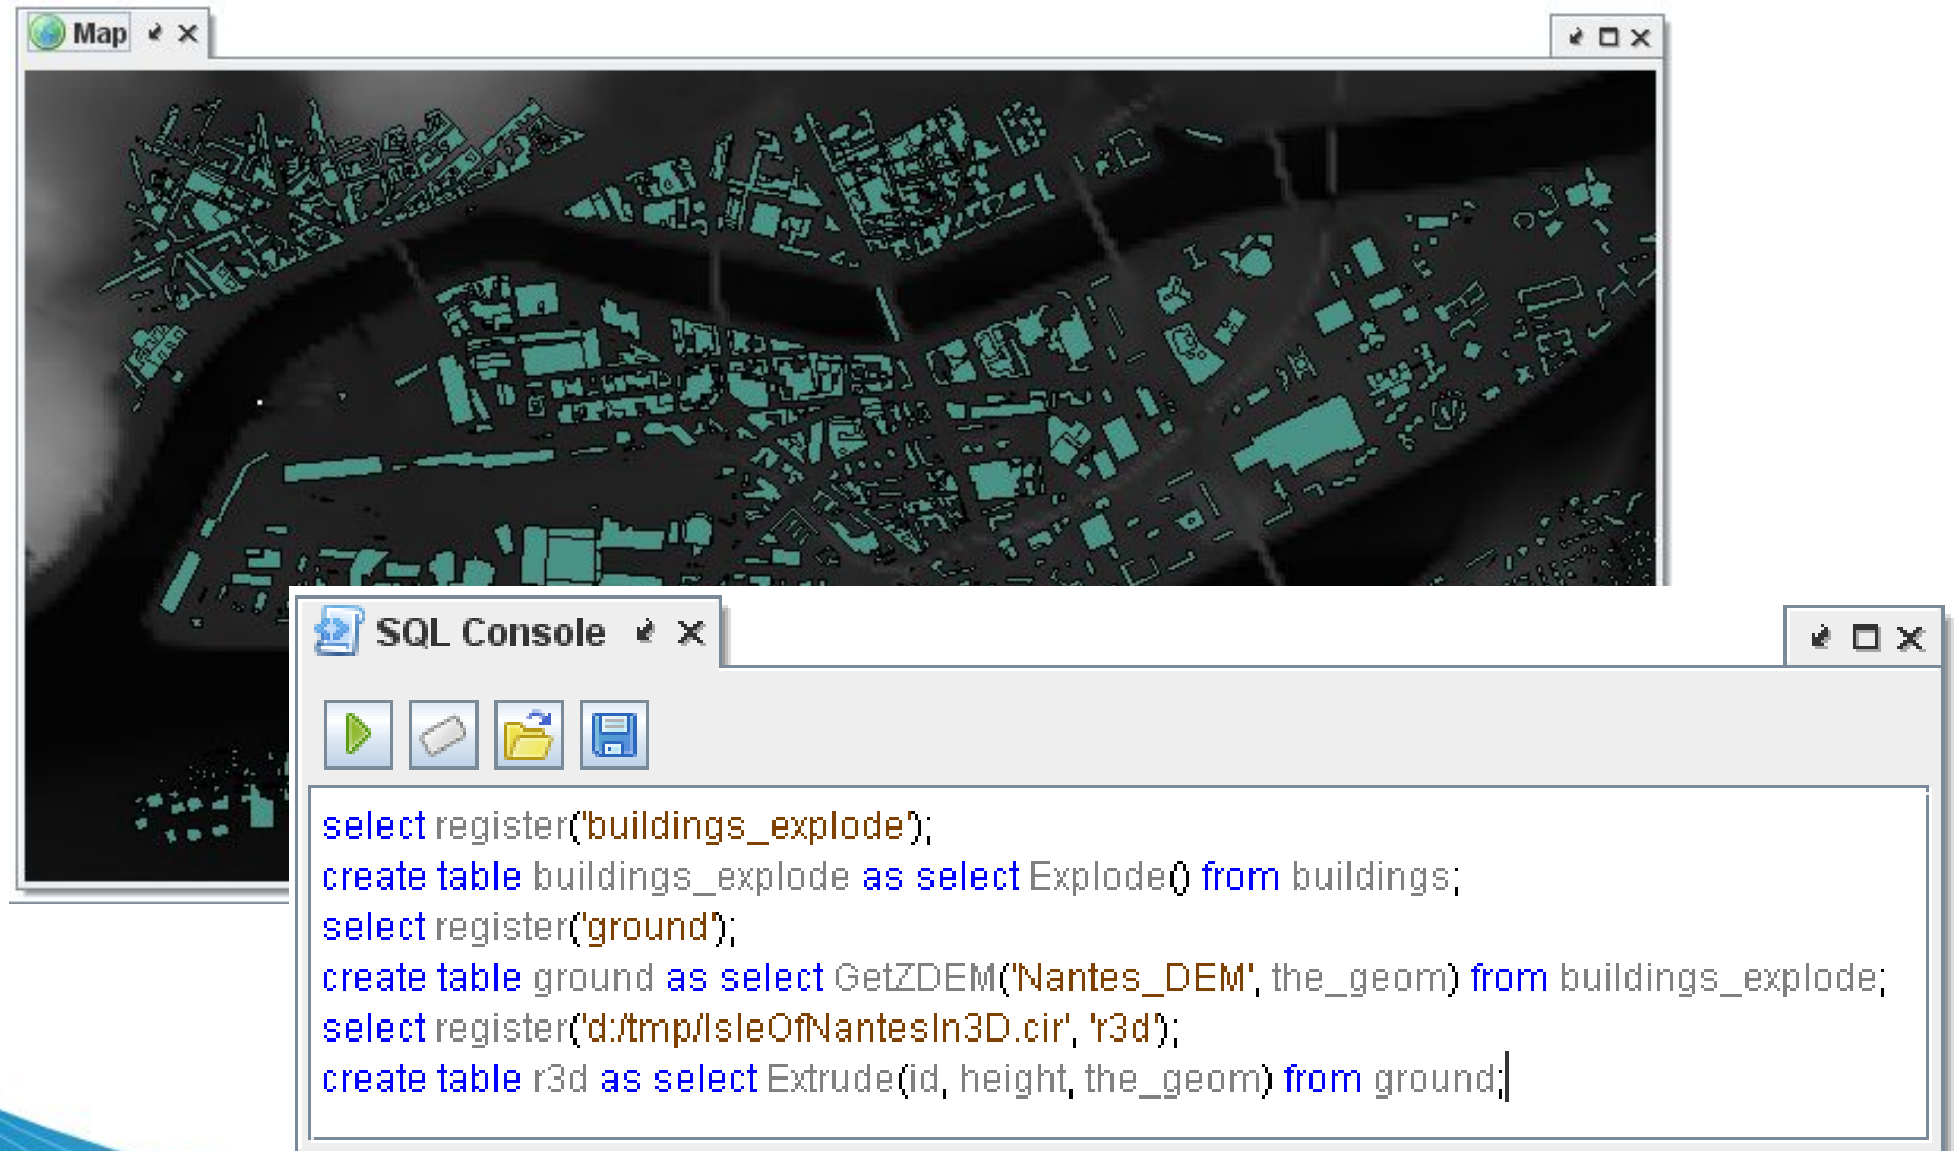 Map
SQL Console
select register('buildings_explode');
create table buildings_explode as select Explode() from buildings;
select register('ground');
create table ground as select GetZDEM('Nantes_DEM', the_geom) from buildings_explode;
select register('d:/tmp/IsleOfNantesIn3D.cir', 'r3d');
create table r3d as select Extrude(id, height, the_geom) from ground;